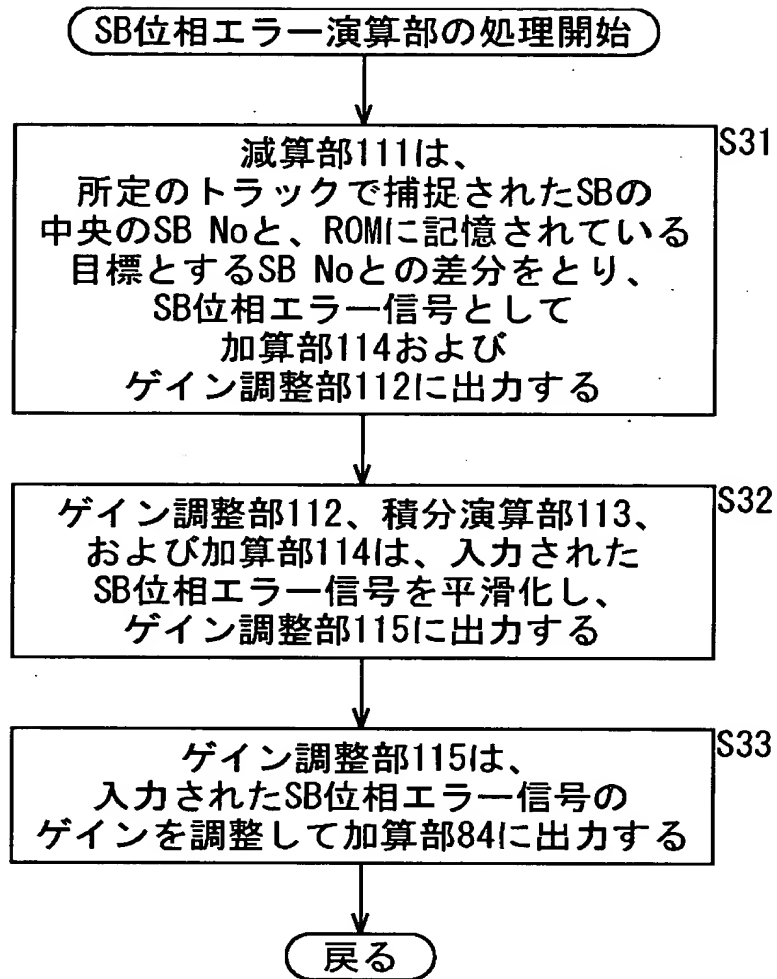 SB位相エラー演算部の処理開始
S31
減算部111は、
所定のトラックで捕捉されたSBの
中央のSB Noと、ROMに記憶されている
目標とするSB Noとの差分をとり、
SB位相エラー信号として
加算部114および
ゲイン調整部112に出力する
S32
ゲイン調整部112、積分演算部113、
および加算部114は、入力された
SB位相エラー信号を平滑化し、
ゲイン調整部115に出力する
S33
ゲイン調整部115は、
入力されたSB位相エラー信号の
ゲインを調整して加算部84に出力する
戻る